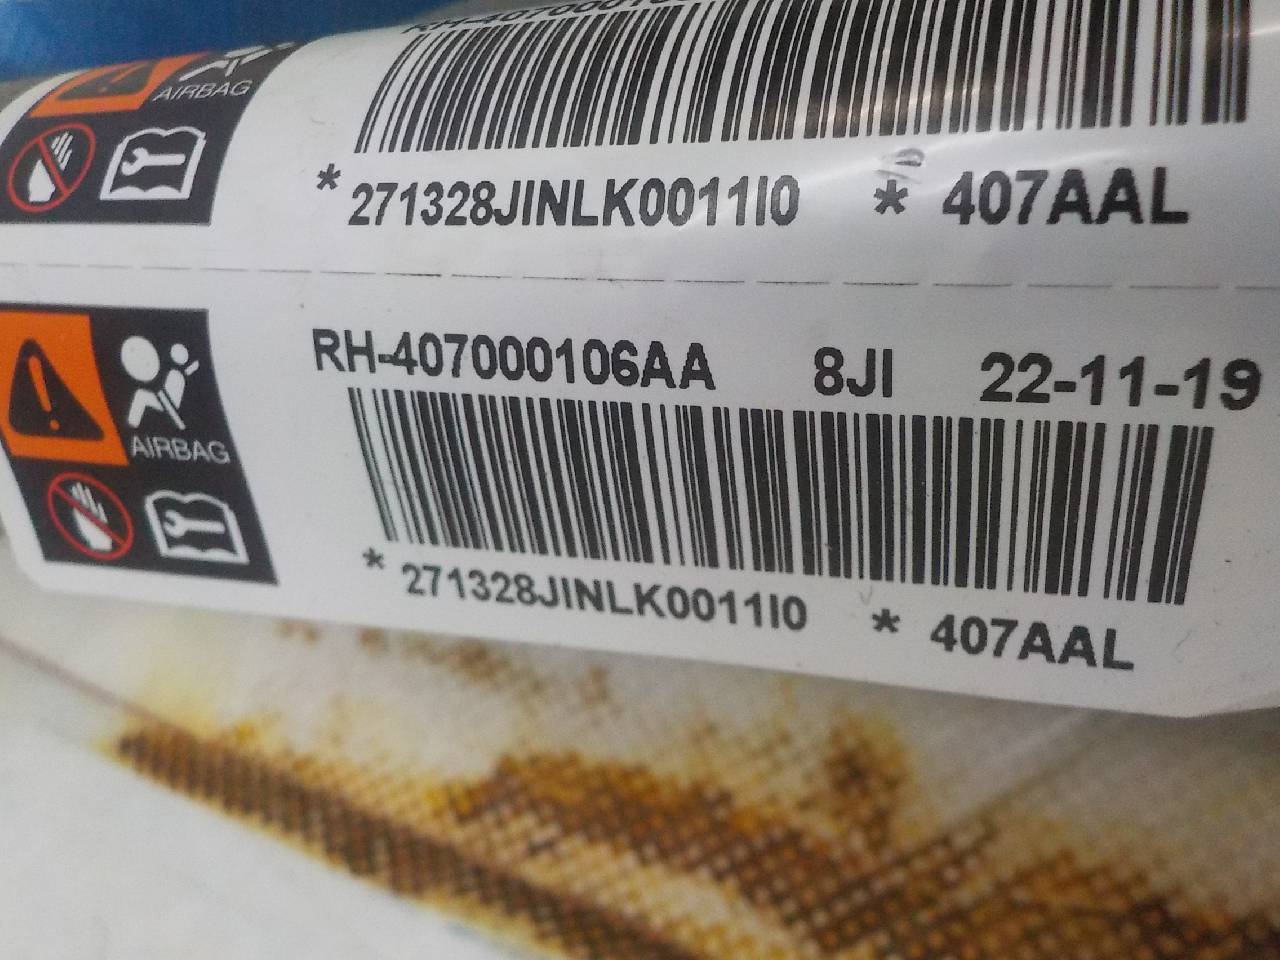 AIRBAG
* 271328JINLK0011I0 * 407AAL
RH-407000106AA 8JI 22-11-19
AIRBAG
* 271328JINLK0011I0 * 407AAL